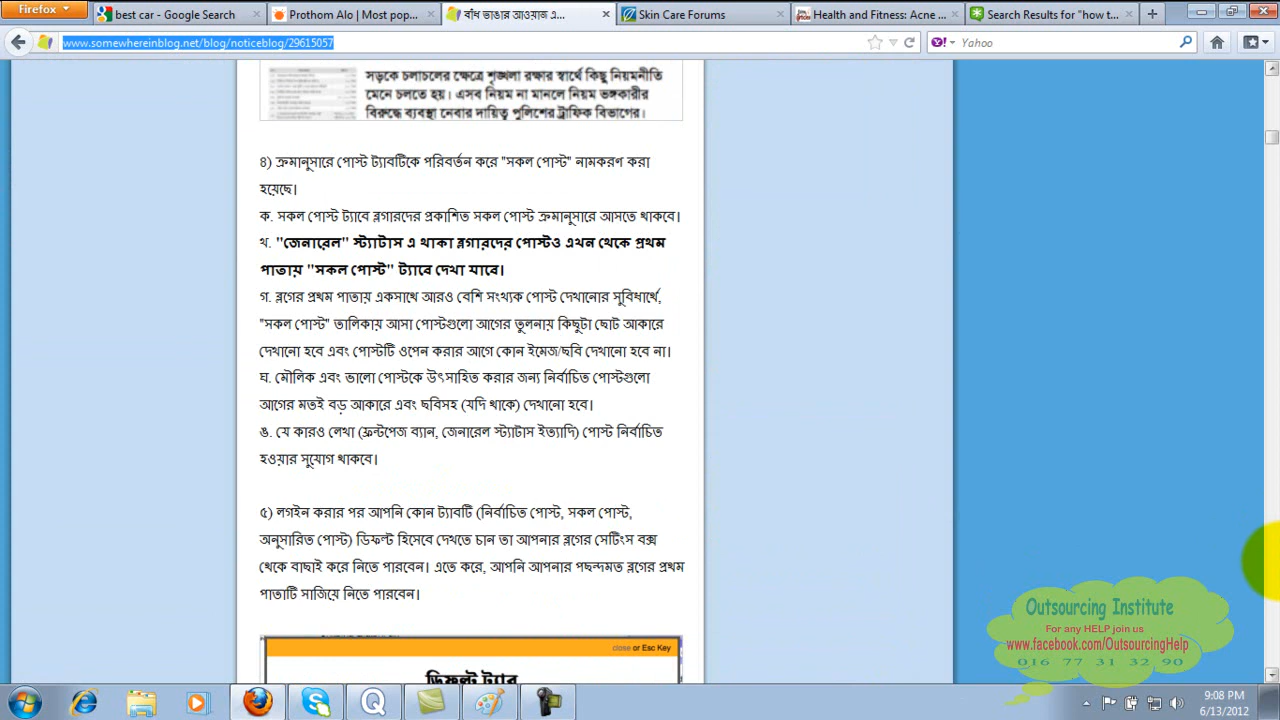 Firefox
best car - Google Search
Prothom Alo | Most pop...
বাঁধ ভাঙার আওয়াজ এ...
Skin Care Forums
Health and Fitness: Acne ...
Search Results for "how t...
www.somewhereinblog.net/blog/noticeblog/29615057
Yahoo
সড়কে চলাচলের ক্ষেত্রে শৃঙ্খলা রক্ষার স্বার্থে কিছু নিয়মনীতি
মেনে চলতে হয়। এসব নিয়ম না মানলে নিয়ম ভঙ্গকারীর
বিরুদ্ধে ব্যবস্থা নেবার দায়িত্ব পুলিশের ট্রাফিক বিভাগের।
৪) ক্রমানুসারে পোস্ট ট্যাবটিকে পরিবর্তন করে "সকল পোস্ট" নামকরণ করা
হয়েছে।
ক. সকল পোস্ট ট্যাবে ব্লগারদের প্রকাশিত সকল পোস্ট ক্রমানুসারে আসতে থাকবে।
খ. "জেনারেল" স্ট্যাটাস এ থাকা ব্লগারদের পোস্টও এখন থেকে প্রথম
পাতায় "সকল পোস্ট" ট্যাবে দেখা যাবে।
গ. ব্লগের প্রথম পাতায় একসাথে আরও বেশি সংখ্যক পোস্ট দেখানোর সুবিধার্থে,
"সকল পোস্ট" তালিকায় আসা পোস্টগুলো আগের তুলনায় কিছুটা ছোট আকারে
দেখানো হবে এবং পোস্টটি ওপেন করার আগে কোন ইমেজ/ছবি দেখানো হবে না।
ঘ. মৌলিক এবং ভালো পোস্টকে উৎসাহিত করার জন্য নির্বাচিত পোস্টগুলো
আগের মতই বড় আকারে এবং ছবিসহ (যদি থাকে) দেখানো হবে।
ঙ. যে কারও লেখা (ফ্রন্টপেজ ব্যান, জেনারেল স্ট্যাটাস ইত্যাদি) পোস্ট নির্বাচিত
হওয়ার সুযোগ থাকবে।
৫) লগইন করার পর আপনি কোন ট্যাবটি (নির্বাচিত পোস্ট, সকল পোস্ট,
অনুসারিত পোস্ট) ডিফল্ট হিসেবে দেখতে চান তা আপনার ব্লগের সেটিংস বক্স
থেকে বাছাই করে নিতে পারবেন। এতে করে, আপনি আপনার পছন্দমত ব্লগের প্রথম
পাতাটি সাজিয়ে নিতে পারবেন।
close or Esc Key
ডিফল্ট ট্যাব
Outsourcing Institute
For any HELP join us
www.facebook.com/OutsourcingHelp
016 77 31 32 90
9:08 PM
6/13/2012